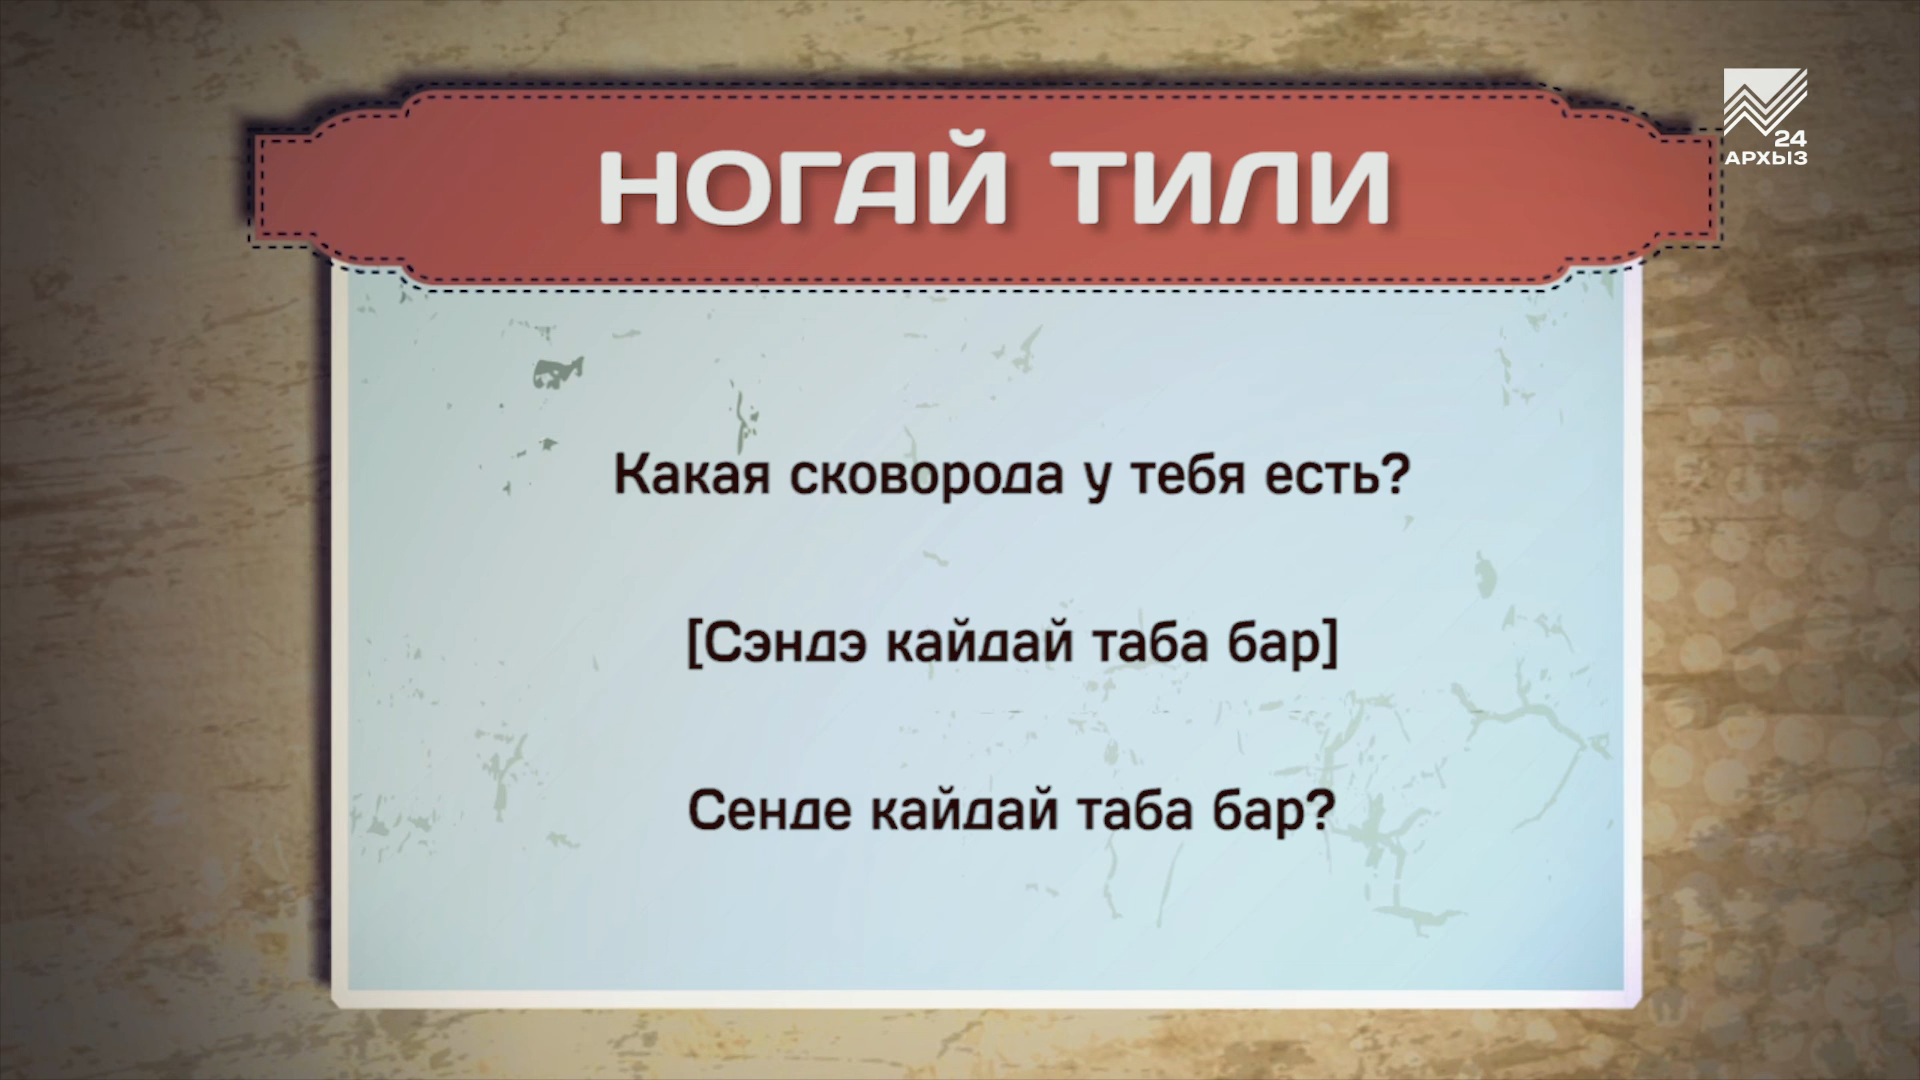 НОГАЙ ТИЛИ
24
АРХЫЗ
Какая сковорода у тебя есть?
[Сэндэ кайдай таба бар]
Сенде кайдай таба бар?